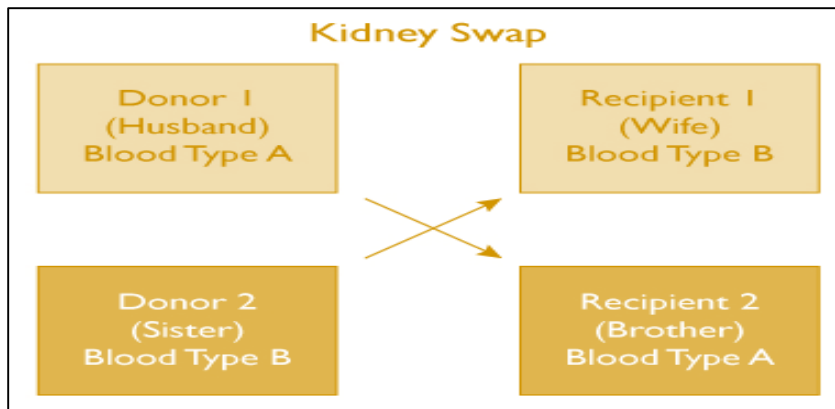 Kidney Swap
Donor 1
(Husband)
Blood Type A
Recipient 1
(Wife)
Blood Type B
Donor 2
(Sister)
Blood Type B
Recipient 2
(Brother)
Blood Type A